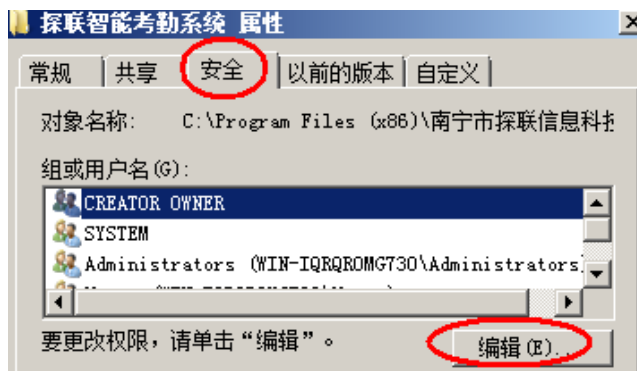 探联智能考勤系统 属性
常规 共享 安全 以前的版本 自定义
对象名称: C:\Program Files (x86)\南宁市探联信息科技
组或用户名(G):
CREATOR OWNER
SYSTEM
Administrators (WIN-IQRQROMG730\Administrators)
要更改权限,请单击“编辑”。
编辑(E)...